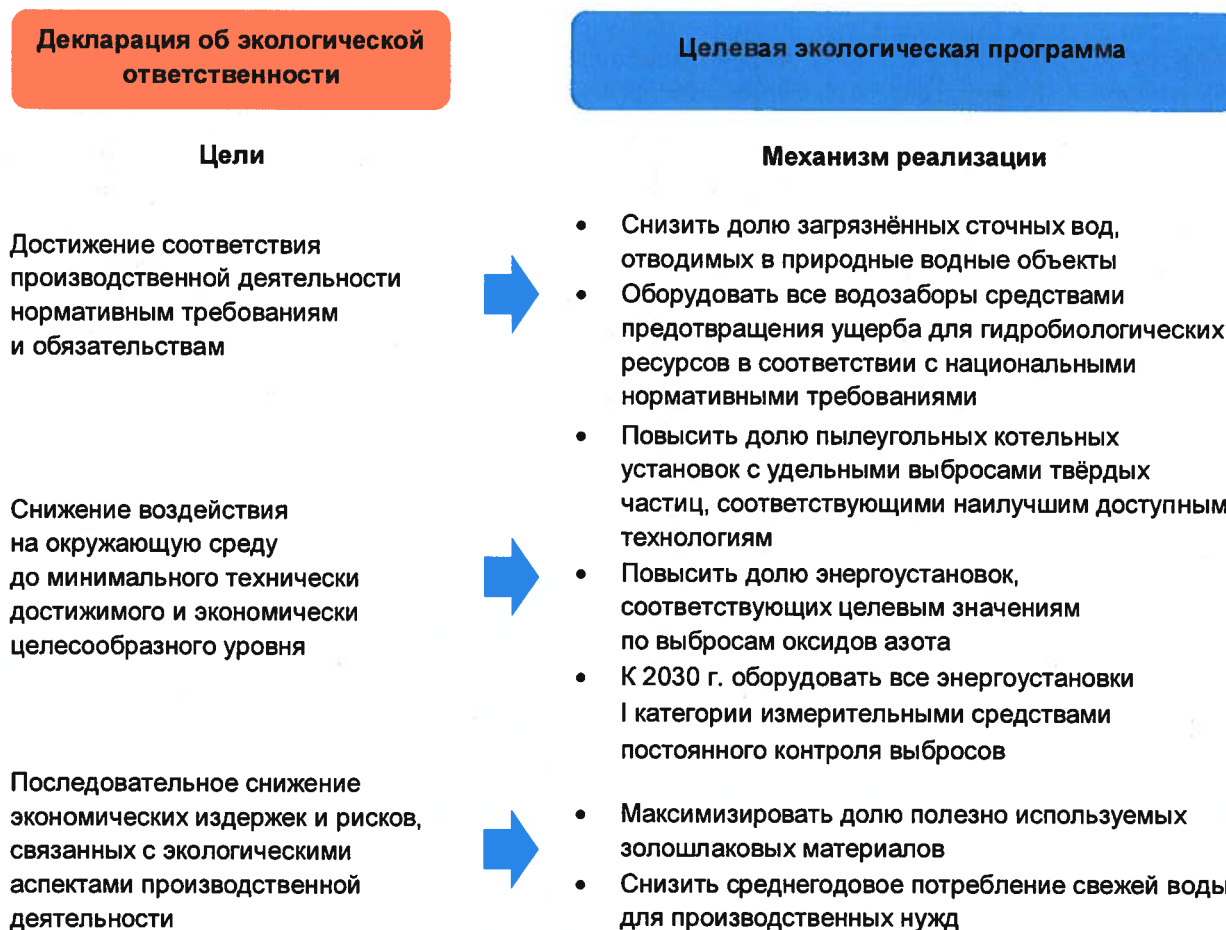 Декларация об экологической
ответственности
Целевая экологическая программа
Цели
Механизм реализации
Достижение соответствия
производственной деятельности
нормативным требованиям
и обязательствам
• Снизить долю загрязнённых сточных вод,
отводимых в природные водные объекты
• Оборудовать все водозаборы средствами
предотвращения ущерба для гидробиологических
ресурсов в соответствии с национальными
нормативными требованиями
Снижение воздействия
на окружающую среду
до минимального технически
достижимого и экономически
целесообразного уровня
• Повысить долю пылеугольных котельных
установок с удельными выбросами твёрдых
частиц, соответствующими наилучшим доступным
технологиям
• Повысить долю энергоустановок,
соответствующих целевым значениям
по выбросам оксидов азота
• К 2030 г. оборудовать все энергоустановки
I категории измерительными средствами
постоянного контроля выбросов
Последовательное снижение
экономических издержек и рисков,
связанных с экологическими
аспектами производственной
деятельности
• Максимизировать долю полезно используемых
золошлаковых материалов
• Снизить среднегодовое потребление свежей воды
для производственных нужд